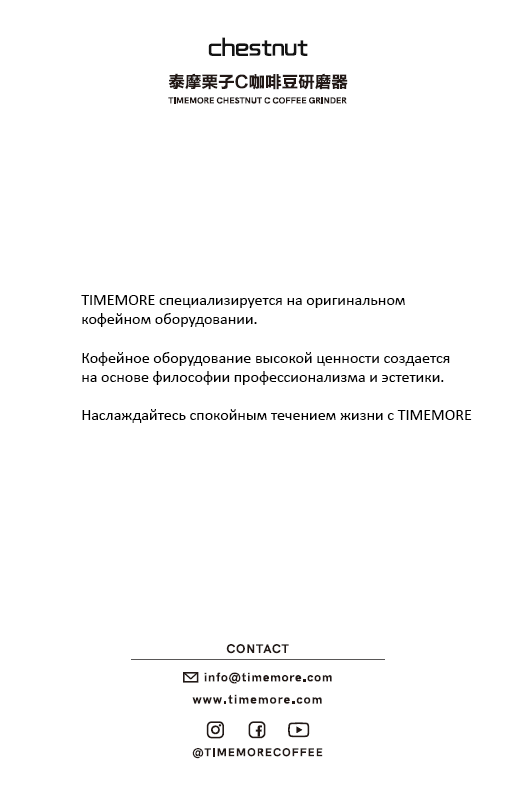 chestnut
泰摩栗子C咖啡豆研磨器
TIMEMORE CHESTNUT C COFFEE GRINDER
TIMEMORE специализируется на оригинальном
кофейном оборудовании.
Кофейное оборудование высокой ценности создается
на основе философии профессионализма и эстетики.
Наслаждайтесь спокойным течением жизни с TIMEMORE
CONTACT
info@timemore.com
www.timemore.com
@TIMEMORECOFFEE